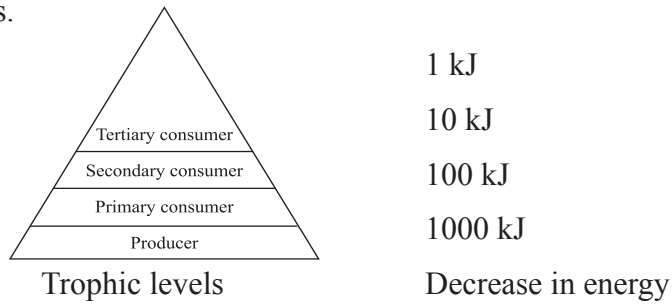 s.
1 kJ
10 kJ
Tertiary consumer
Secondary consumer
100 kJ
Primary consumer
1000 kJ
Producer
Trophic levels
Decrease in energy